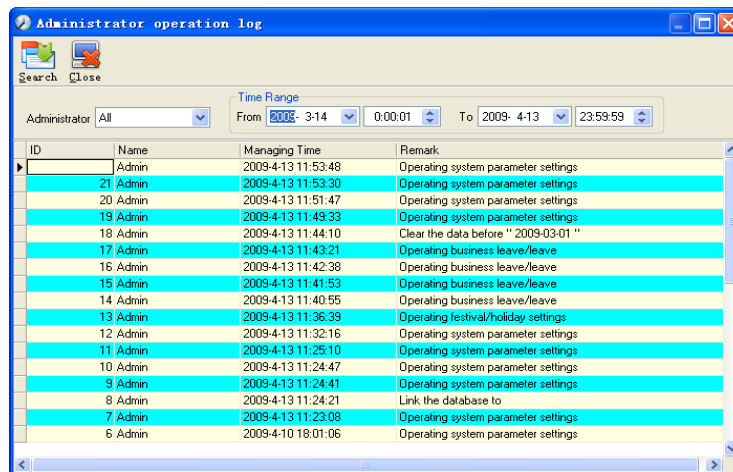 Administrator operation log
Search Close
Time Range
Administrator All From 2009- 3-14 0:00:01 To 2009- 4-13 23:59:59
ID Name Managing Time Remark
Admin 2009-4-13 11:53:48 Operating system parameter settings
21 Admin 2009-4-13 11:53:30 Operating system parameter settings
20 Admin 2009-4-13 11:51:47 Operating system parameter settings
19 Admin 2009-4-13 11:49:33 Operating system parameter settings
18 Admin 2009-4-13 11:44:10 Clear the data before " 2009-03-01 "
17 Admin 2009-4-13 11:43:21 Operating business leave/leave
16 Admin 2009-4-13 11:42:38 Operating business leave/leave
15 Admin 2009-4-13 11:41:53 Operating business leave/leave
14 Admin 2009-4-13 11:40:55 Operating business leave/leave
13 Admin 2009-4-13 11:36:39 Operating festival/holiday settings
12 Admin 2009-4-13 11:32:16 Operating system parameter settings
11 Admin 2009-4-13 11:25:10 Operating system parameter settings
10 Admin 2009-4-13 11:24:47 Operating system parameter settings
9 Admin 2009-4-13 11:24:41 Operating system parameter settings
8 Admin 2009-4-13 11:24:21 Link the database to
7 Admin 2009-4-13 11:23:08 Operating system parameter settings
6 Admin 2009-4-10 18:01:06 Operating system parameter settings